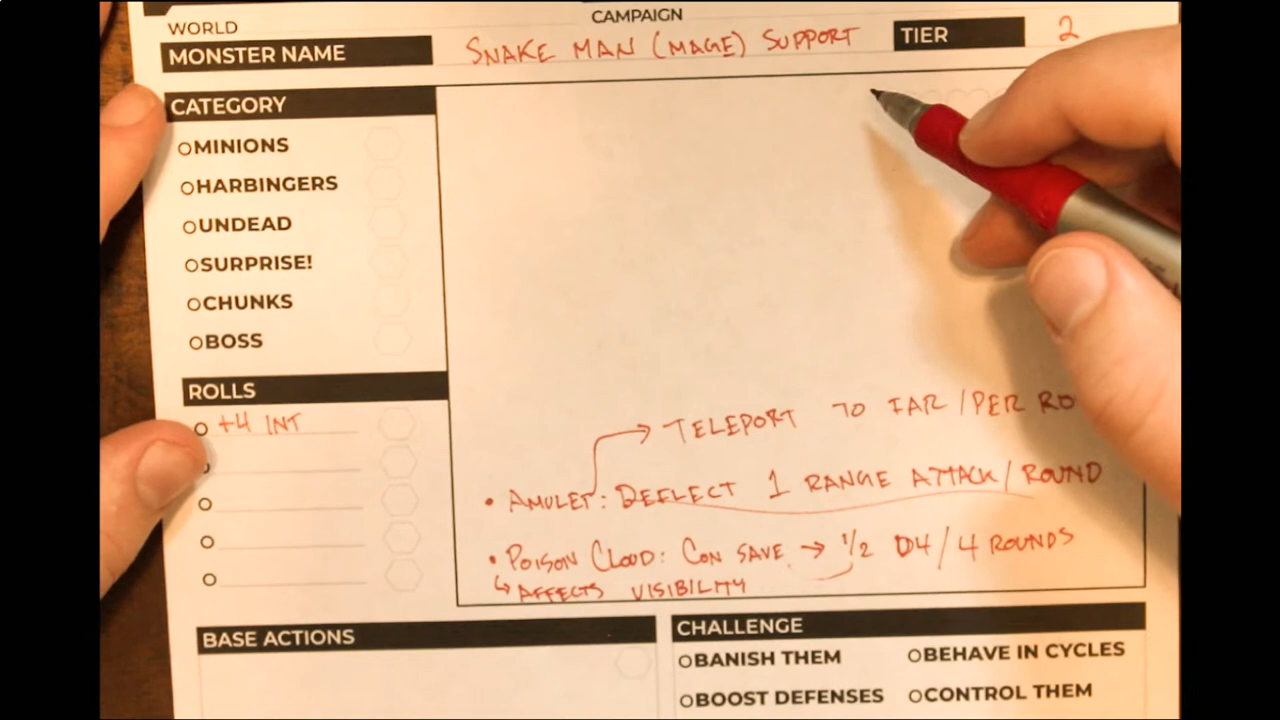 CAMPAIGN
WORLD
MONSTER NAME SNAKE MAN (MAGE) SUPPORT TIER 2
CATEGORY
MINIONS
HARBINGERS
UNDEAD
SURPRISE!
CHUNKS
BOSS
ROLLS
+4 INT
TELEPORT TO FAR/PER RO
• AMULET: DEFLECT 1 RANGE ATTACK/ROUND
• POISON CLOUD: CON SAVE → 1/2 D4/4 ROUNDS
↳ AFFECTS VISIBILITY
BASE ACTIONS
CHALLENGE
BANISH THEM BEHAVE IN CYCLES
BOOST DEFENSES CONTROL THEM